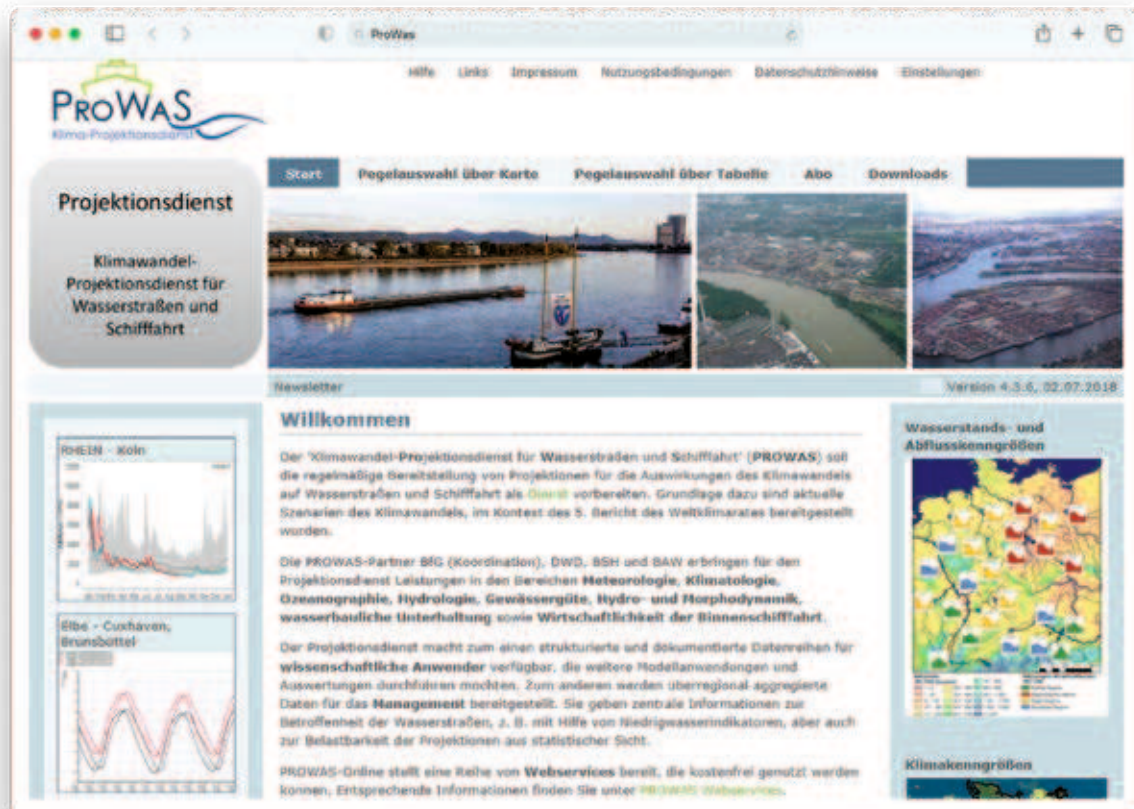 ProWas
Hilfe Links Impressum Nutzungsbedingungen Datenschutzhinweise Einstellungen
PROWAS
Klima-Projektionsdienst
Start Pegelauswahl über Karte Pegelauswahl über Tabelle Abo Downloads
Projektionsdienst
Klimawandel-
Projektionsdienst für
Wasserstraßen und
Schifffahrt
Newsletter
Version 4.3.6, 02.07.2018
RHEIN - Köln
Elbe - Cuxhaven,
Brunsbüttel
Willkommen
Der 'Klimawandel-Projektionsdienst für Wasserstraßen und Schifffahrt' (PROWAS) soll
die regelmäßige Bereitstellung von Projektionen für die Auswirkungen des Klimawandels
auf Wasserstraßen und Schifffahrt als Dienst vorbereiten. Grundlage dazu sind aktuelle
Szenarien des Klimawandels, im Kontext des 5. Bericht des Weltklimarates bereitgestellt
wurden.
Die PROWAS-Partner BfG (Koordination), DWD, BSH und BAW erbringen für den
Projektionsdienst Leistungen in den Bereichen Meteorologie, Klimatologie,
Ozeanographie, Hydrologie, Gewässergüte, Hydro- und Morphodynamik,
wasserbauliche Unterhaltung sowie Wirtschaftlichkeit der Binnenschifffahrt.
Der Projektionsdienst macht zum einen strukturierte und dokumentierte Datenreihen für
wissenschaftliche Anwender verfügbar, die weitere Modellanwendungen und
Auswertungen durchführen möchten. Zum anderen werden überregional aggregierte
Daten für das Management bereitgestellt. Sie geben zentrale Informationen zur
Betroffenheit der Wasserstraßen, z. B. mit Hilfe von Niedrigwasserindikatoren, aber auch
zur Belastbarkeit der Projektionen aus statistischer Sicht.
PROWAS-Online stellt eine Reihe von Webservices bereit, die kostenfrei genutzt werden
können. Entsprechende Informationen finden Sie unter PROWAS Webservices.
Wasserstands- und
Abflusskenngrößen
Klimakenngrößen